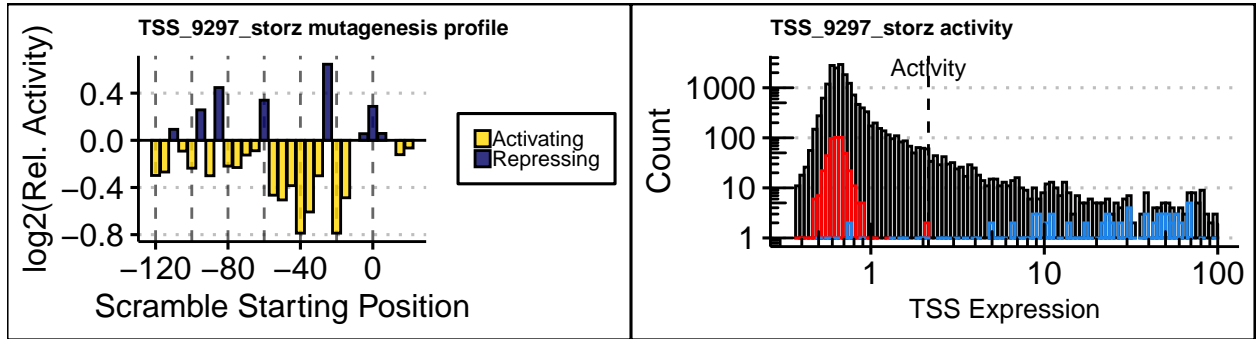 TSS_9297_storz mutagenesis profile
log2(Rel. Activity)
0.4
0.0
−0.4
−0.8
−120
−80
−40
0
Scramble Starting Position
Activating
Repressing
TSS_9297_storz activity
Activity
Count
1000
100
10
1
1
10
100
TSS Expression